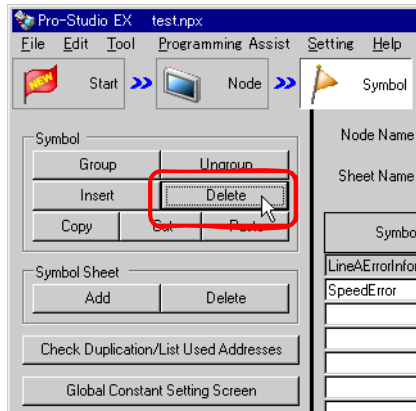 Pro-Studio EX test.npx
File Edit Tool Programming Assist Setting Help
NEW Start Node Symbol
Symbol
Group Ungroup
Insert Delete
Copy Cut Paste
Symbol Sheet
Add Delete
Check Duplication/List Used Addresses
Global Constant Setting Screen
Node Name
Sheet Name
Symbo
LineAErrorInfor
SpeedError